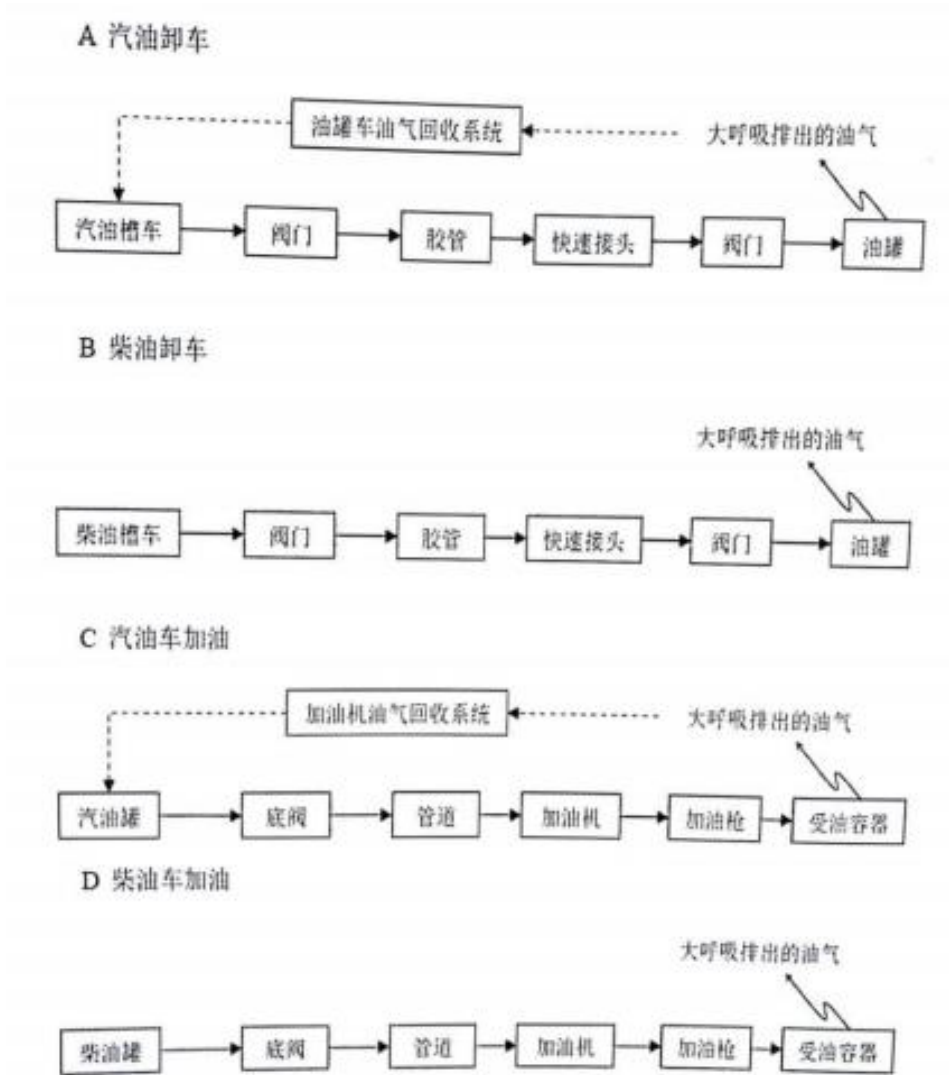 A 汽油卸车
油罐车油气回收系统
大呼吸排出的油气
汽油槽车
阀门
胶管
快速接头
阀门
油罐
B 柴油卸车
大呼吸排出的油气
柴油槽车
阀门
胶管
快速接头
阀门
油罐
C 汽油车加油
加油机油气回收系统
大呼吸排出的油气
汽油罐
底阀
管道
加油机
加油枪
受油容器
D 柴油车加油
大呼吸排出的油气
柴油罐
底阀
管道
加油机
加油枪
受油容器